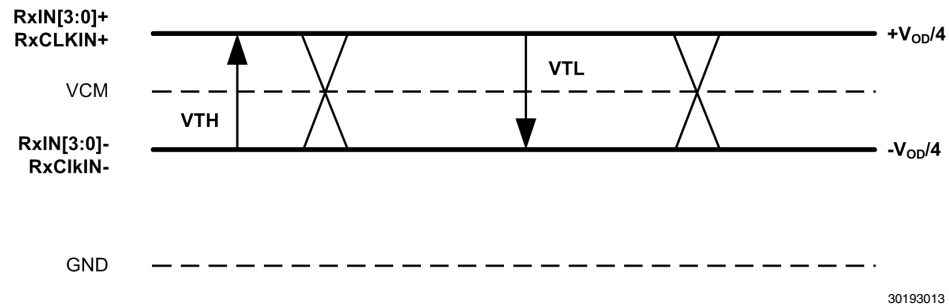 RxIN[3:0]+
RxCLKIN+
+VOD/4
VTL
VCM
VTH
RxIN[3:0]-
RxClkIN-
-VOD/4
GND
30193013